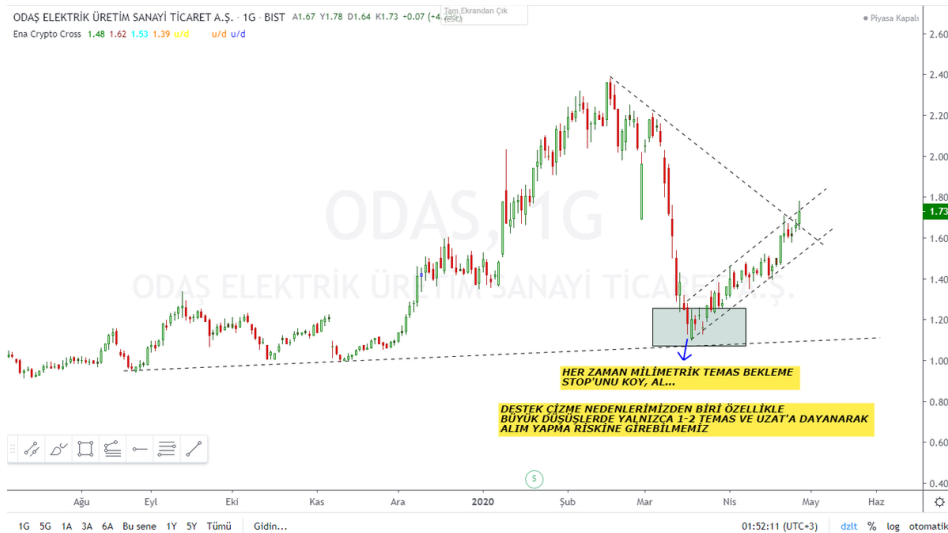 ODAŞ ELEKTRİK ÜRETİM SANAYİ TİCARET A.Ş. · 1G · BIST A1.67 Y1.78 D1.64 K1.73 +0.07
Tam Ekrandan Çık
Piyasa Kapalı
Ena Crypto Cross 1.48 1.62 1.53 1.39 u/d u/d u/d
2.60
2.40
2.20
2.00
1.80
1.73
1.60
1.40
1.20
1.00
0.80
0.60
0.40
ODAS, 1G
ODAŞ ELEKTRİK ÜRETİM SANAYİ TİCARET A.Ş.
HER ZAMAN MİLİMETRİK TEMAS BEKLEME
STOP'UNU KOY, AL...
DESTEK ÇİZME NEDENLERİMİZDEN BİRİ ÖZELLİKLE
BÜYÜK DÜŞÜŞLERDE YALNIZCA 1-2 TEMAS VE UZAT'A DAYANARAK
ALIM YAPMA RİSKİNE GİREBİLMEMİZ
S
Ağu Eyl Eki Kas Ara 2020 Şub Mar Nis May Haz
1G 5G 1A 3A 6A Bu sene 1Y 5Y Tümü Gidin... 01:52:11 (UTC+3) dzlt % log otomatik